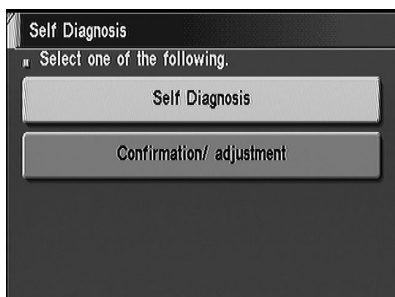 Self Diagnosis
Select one of the following.
Self Diagnosis
Confirmation/ adjustment